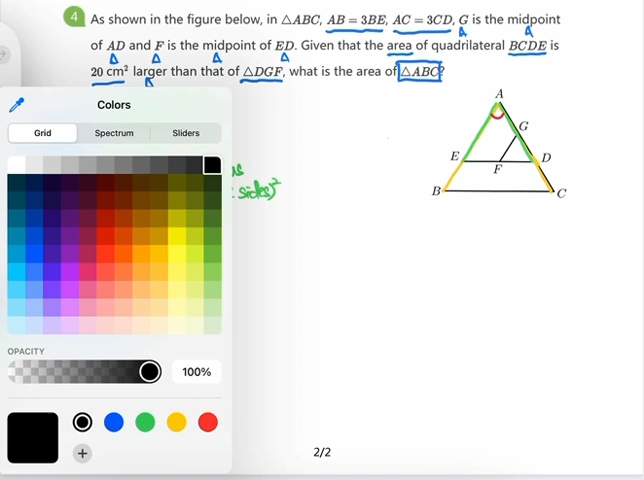 4 As shown in the figure below, in △ABC, AB = 3BE, AC = 3CD, G is the midpoint
of AD and F is the midpoint of ED. Given that the area of quadrilateral BCDE is
20 cm² larger than that of △DGF, what is the area of △ABC?
Colors
Grid Spectrum Sliders
sides)²
A
G
E D
F
B C
OPACITY
100%
2/2